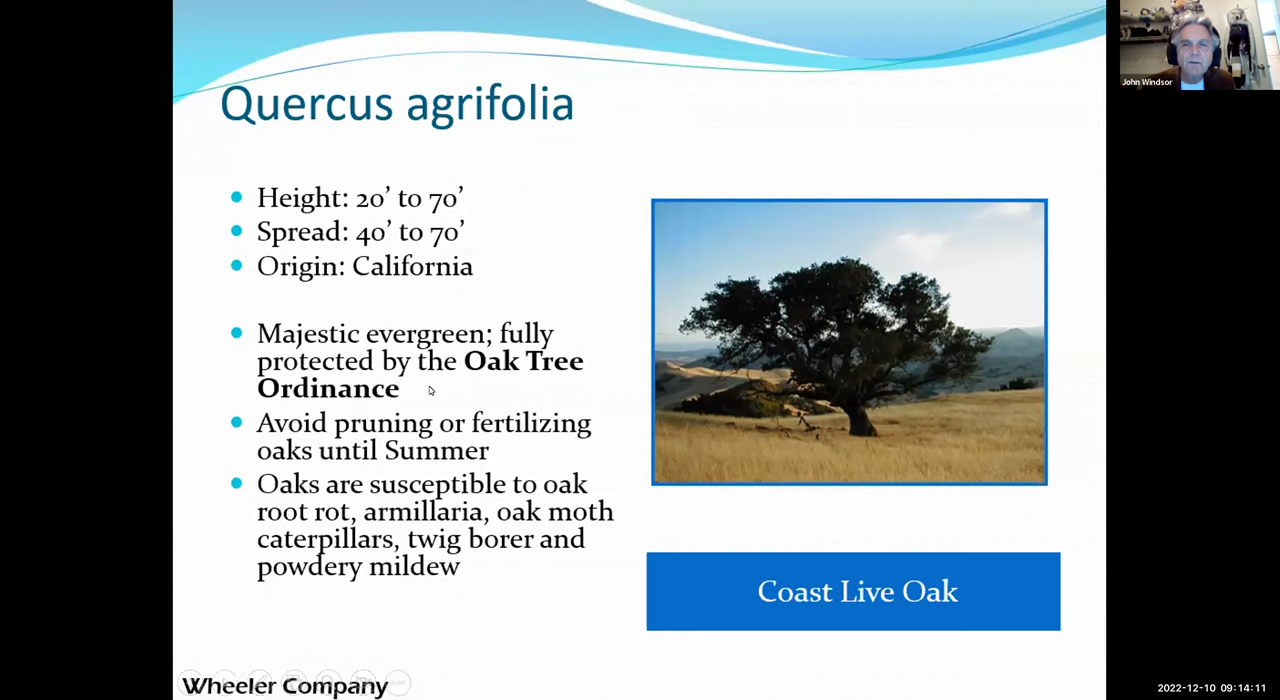 John Windsor
Quercus agrifolia
Height: 20’ to 70’
Spread: 40’ to 70’
Origin: California
Majestic evergreen; fully
protected by the Oak Tree
Ordinance
Avoid pruning or fertilizing
oaks until Summer
Oaks are susceptible to oak
root rot, armillaria, oak moth
caterpillars, twig borer and
powdery mildew
Coast Live Oak
Wheeler Company
2022-12-10 09:14:11